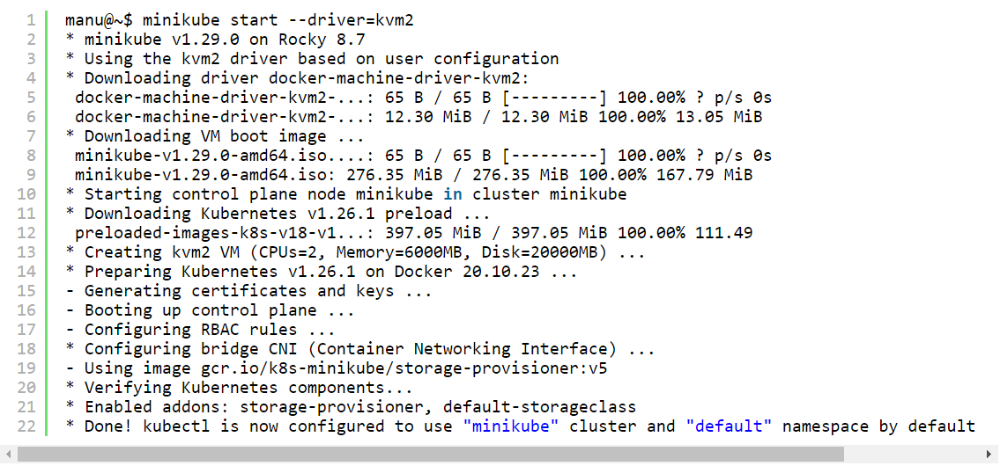 1 manu@~$ minikube start --driver=kvm2
2 * minikube v1.29.0 on Rocky 8.7
3 * Using the kvm2 driver based on user configuration
4 * Downloading driver docker-machine-driver-kvm2:
5 docker-machine-driver-kvm2-...: 65 B / 65 B [---------] 100.00% ? p/s 0s
6 docker-machine-driver-kvm2-...: 12.30 MiB / 12.30 MiB 100.00% 13.05 MiB
7 * Downloading VM boot image ...
8 minikube-v1.29.0-amd64.iso....: 65 B / 65 B [---------] 100.00% ? p/s 0s
9 minikube-v1.29.0-amd64.iso: 276.35 MiB / 276.35 MiB 100.00% 167.79 MiB
10 * Starting control plane node minikube in cluster minikube
11 * Downloading Kubernetes v1.26.1 preload ...
12 preloaded-images-k8s-v18-v1...: 397.05 MiB / 397.05 MiB 100.00% 111.49
13 * Creating kvm2 VM (CPUs=2, Memory=6000MB, Disk=20000MB) ...
14 * Preparing Kubernetes v1.26.1 on Docker 20.10.23 ...
15 - Generating certificates and keys ...
16 - Booting up control plane ...
17 - Configuring RBAC rules ...
18 * Configuring bridge CNI (Container Networking Interface) ...
19 - Using image gcr.io/k8s-minikube/storage-provisioner:v5
20 * Verifying Kubernetes components...
21 * Enabled addons: storage-provisioner, default-storageclass
22 * Done! kubectl is now configured to use "minikube" cluster and "default" namespace by default